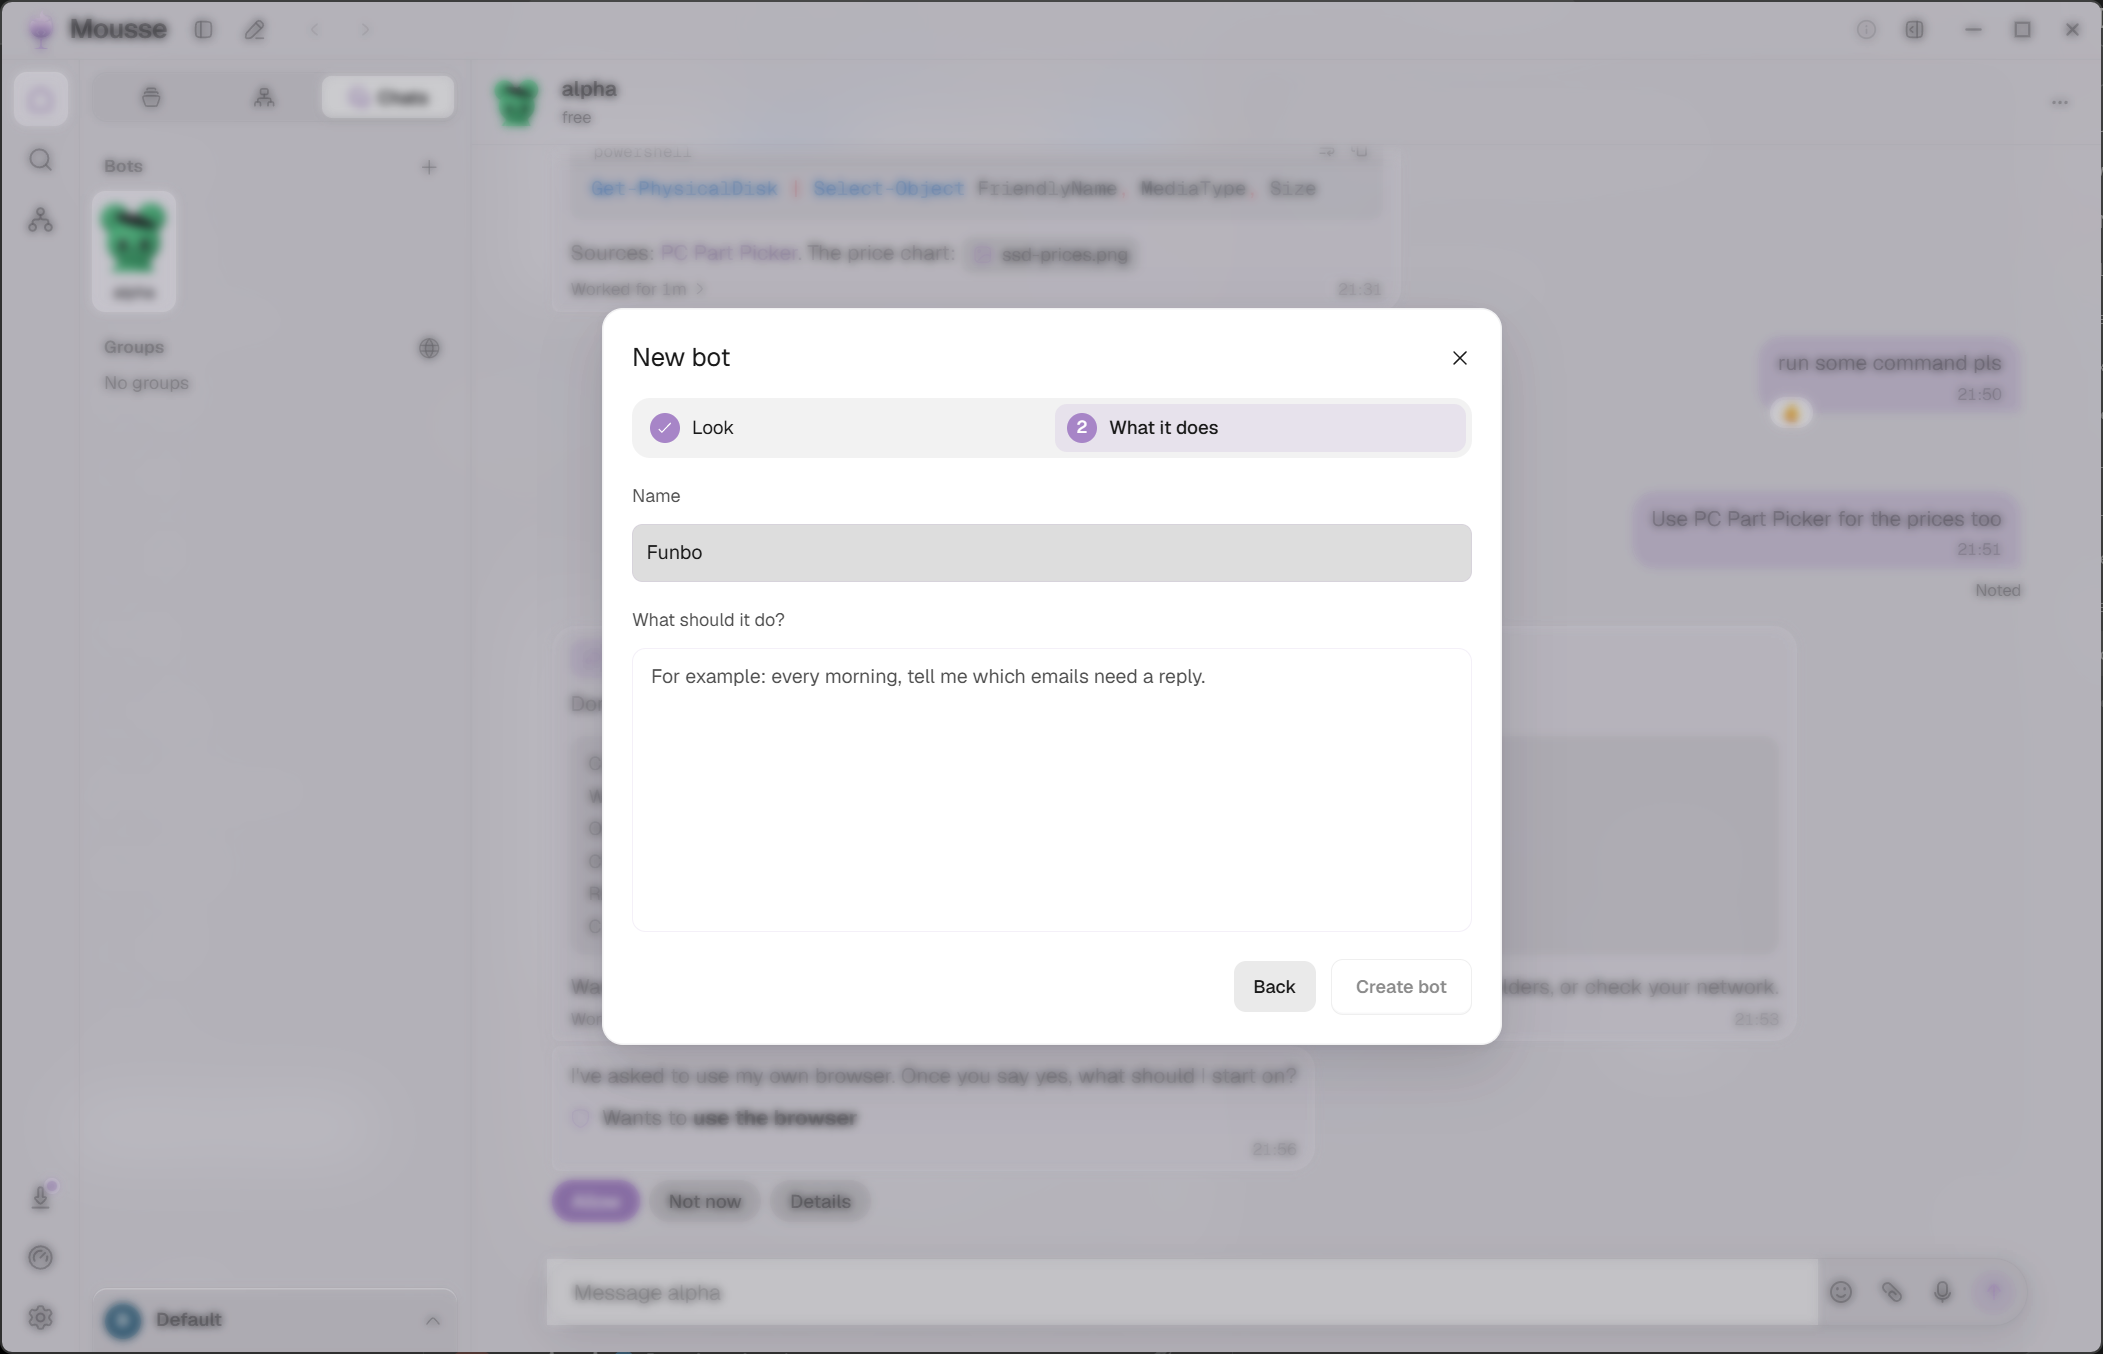 Mousse
Chats
alpha
free
Bots
alpha
Groups
No groups
powershell
Get-PhysicalDisk | Select-Object FriendlyName, MediaType, Size
Sources: PC Part Picker. The price chart: ssd-prices.png
Worked for 1m
21:31
run some command pls
21:50
Use PC Part Picker for the prices too
21:51
Noted
New bot
Look
2 What it does
Name
Funbo
What should it do?
For example: every morning, tell me which emails need a reply.
Back
Create bot
or check your network.
21:53
I've asked to use my own browser. Once you say yes, what should I start on?
Wants to use the browser
21:56
Allow
Not now
Details
Message alpha
Default